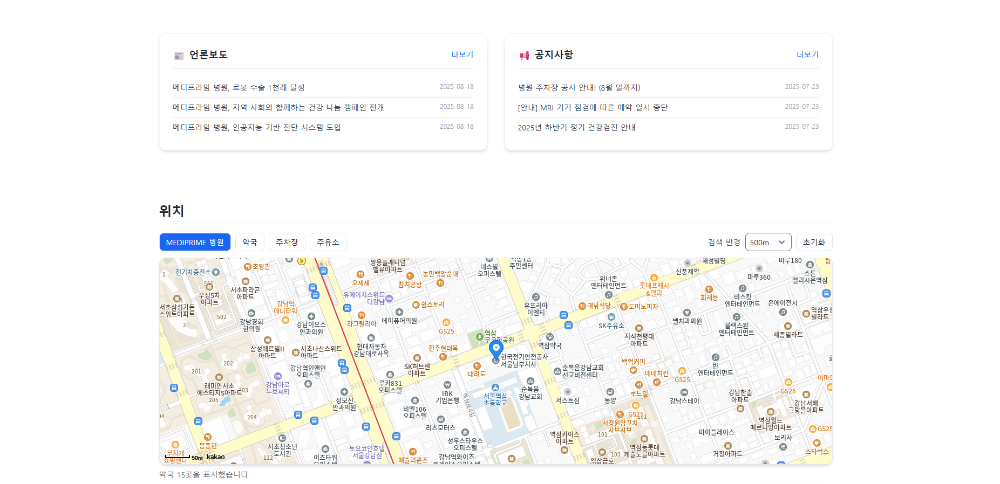 언론보도
더보기
메디프라임 병원, 로봇 수술 1천례 달성
2025-08-18
메디프라임 병원, 지역 사회와 함께하는 건강 나눔 캠페인 전개
2025-08-18
메디프라임 병원, 인공지능 기반 진단 시스템 도입
2025-08-18
공지사항
더보기
병원 주차장 공사 안내! (8월 말까지)
2025-07-23
[안내] MRI 기기 점검에 따른 예약 일시 중단
2025-07-23
2025년 하반기 정기 건강검진 안내
2025-07-23
위치
MEDIPRIME 병원
약국
주차장
주유소
검색 반경
500m
초기화
전기차충전소
조양관
5
쌍용플래티넘
밸류아파트
네스빌
오피스텔
주민센터
신풍제약
해성빌딩
마루180
마루360
스톤
엘리시온역삼
팀
1
우성5차
아파트
서초파라곤
아파트
오제제
참치공방
농민백암순대
위너존
엔터테인먼트
롯데프레시
&델리
희래등
비스킷
엔터테인먼트
온에이전시
서초삼성가든
스위트아파트
2
502
강남역
애니타워
강남경희
한의원
강남이오스
안과의원
유에이치스위트
더강남
쉼스토리
라그릴리아
메이퓨어의원
GS25
유포리아
이엔티
대낚식당
도미노피자
SK주유소
쎌치과의원
블랙스완
엔터테인먼트
역삼우성
빌라트
세종빌라트
삼성쉐르빌II
아파트
서초나산스위트
아파트
현대자동차
강남대로사옥
전주현대옥
역삼
무궁화공원
역삼약국
지석천평대
아파트
202
203
강남역인앤인
오피스텔
SK허브젠
아파트
대려도
한국전기안전공사
서울남부지사
순복음강남교회
선교비전센터
백억커피
네네치킨
GS25
빈
엔터테인먼트
이마트
래미안서초
에스티지S아파트
205
204
강남아르
누보씨티
성모진
안과의원
루카831
오피스텔
IBK
기업은행
역삼로4길
서울역삼
초등학교
순복음
강남교회
저스트짐
동양
로드빌
강남스테이
강남한솔
아파트
GS25
강남서해
그랑블아파트
04
비엘106
오피스텔
리츠모터스
GS25
서정원양꼬치
샤브샤브
101
역삼월드
메르디앙아파트
마이플레이스
보리사
GS25
몽중헌
무지개
쇼핑센타
50m
kakao
112
서초청소년
도서관
이즈타워
토요코인호텔
서울강남점
애슐리퀸즈
성우스타우스
오피스텔
강남역와이즈
플레이스오피스텔
역삼카이스
아파트
역삼금호
103
역삼동롯데
캐슬노블아파트
거평아파트
스타벅스
약국 15곳을 표시했습니다